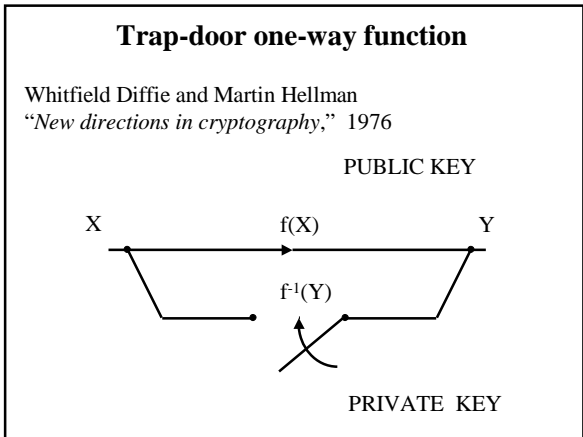 Trap-door one-way function
Whitfield Diffie and Martin Hellman
“New directions in cryptography,” 1976
PUBLIC KEY
X f(X) Y
f-1(Y)
PRIVATE KEY